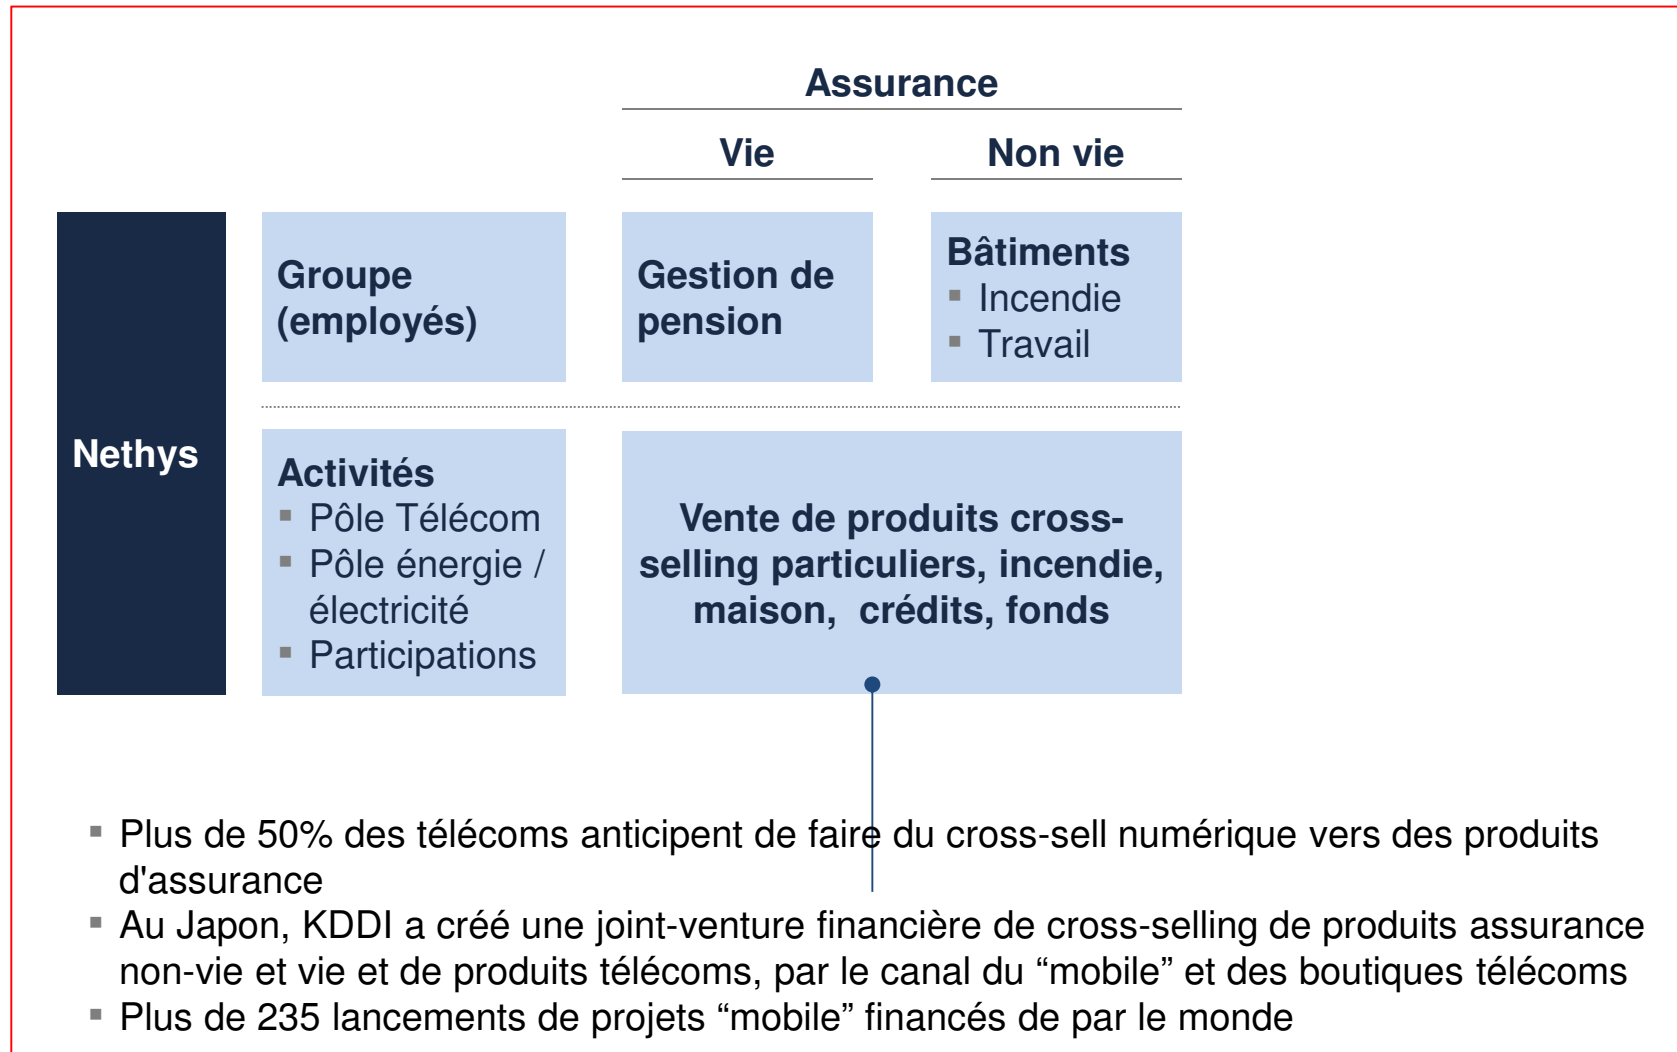 Assurance
Vie
Non vie
Nethys
Groupe
(employés)
Gestion de
pension
Bâtiments
▪ Incendie
▪ Travail
Activités
▪ Pôle Télécom
▪ Pôle énergie /
électricité
▪ Participations
Vente de produits cross-
selling particuliers, incendie,
maison,  crédits, fonds
▪ Plus de 50% des télécoms anticipent de faire du cross-sell numérique vers des produits
d'assurance
▪ Au Japon, KDDI a créé une joint-venture financière de cross-selling de produits assurance
non-vie et vie et de produits télécoms, par le canal du “mobile” et des boutiques télécoms
▪ Plus de 235 lancements de projets “mobile” financés de par le monde